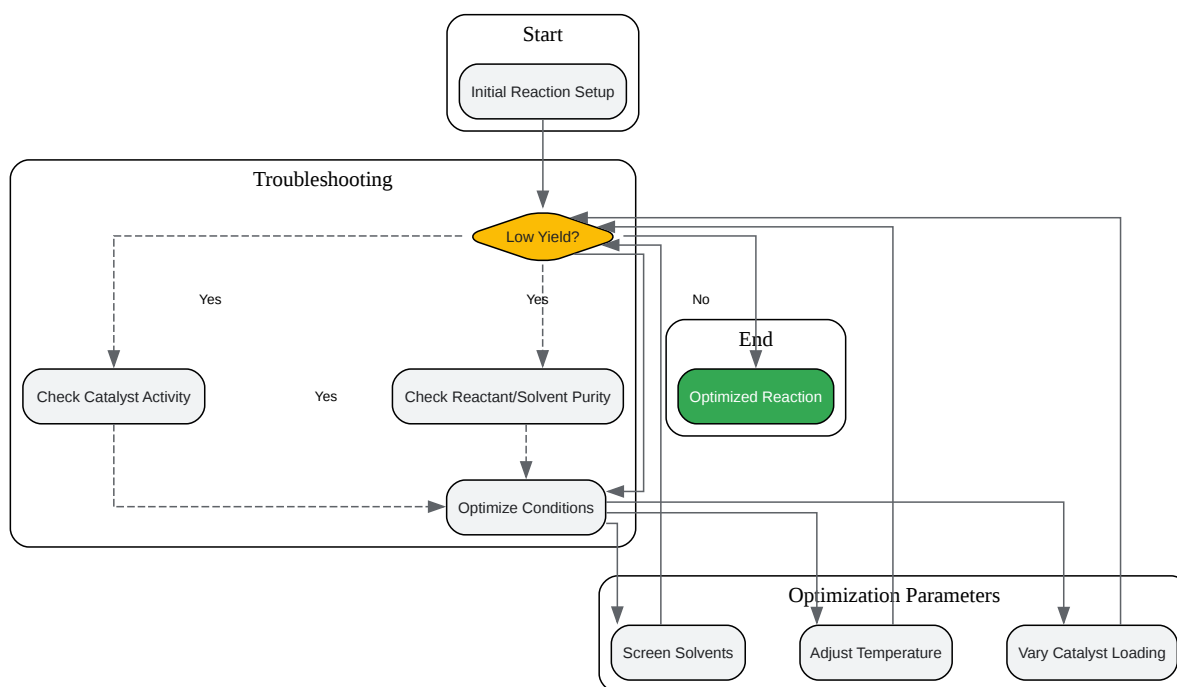 Start
Initial Reaction Setup
Troubleshooting
Low Yield?
Yes
Yes
No
End
Check Catalyst Activity
Yes
Check Reactant/Solvent Purity
Optimized Reaction
Optimize Conditions
Optimization Parameters
Screen Solvents
Adjust Temperature
Vary Catalyst Loading